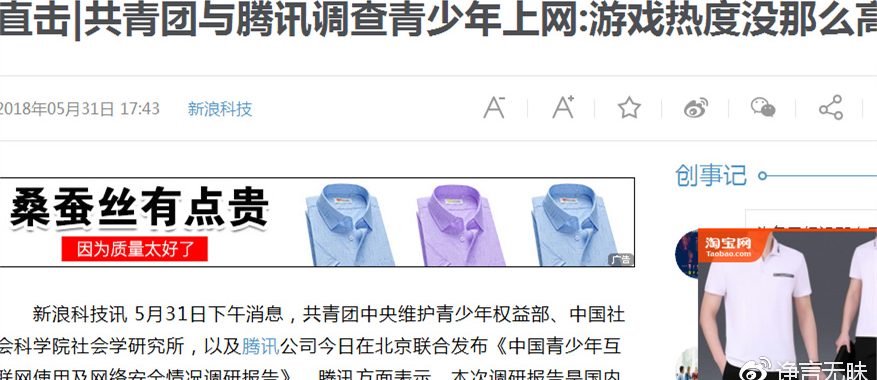 直击|共青团与腾讯调查青少年上网:游戏热度没那么高
2018年05月31日 17:43 新浪科技
创事记
桑蚕丝有点贵
因为质量太好了
广告
淘宝网
Taobao.com
新浪科技讯 5月31日下午消息，共青团中央维护青少年权益部、中国社
会科学院社会学研究所，以及腾讯公司今日在北京联合发布《中国青少年互
联网使用及网络安全情况调研报告》。腾讯方面表示，本次调研报告是国内
净言无昧